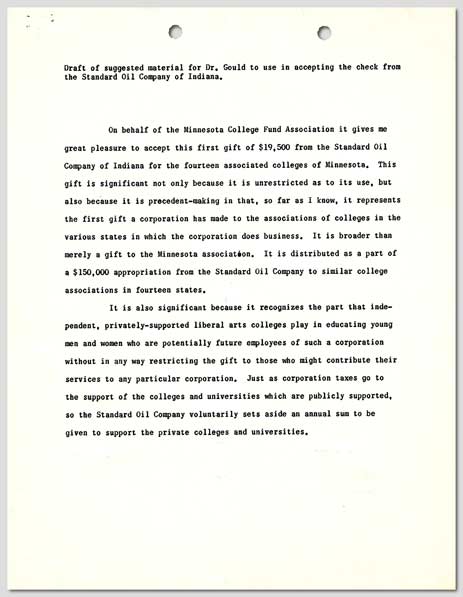 Draft of suggested material for Dr. Gould to use in accepting the check from
the Standard Oil Company of Indiana.
On behalf of the Minnesota College Fund Association it gives me
great pleasure to accept this first gift of $19,500 from the Standard Oil
Company of Indiana for the fourteen associated colleges of Minnesota. This
gift is significant not only because it is unrestricted as to its use, but
also because it is precedent-making in that, so far as I know, it represents
the first gift a corporation has made to the associations of colleges in the
various states in which the corporation does business. It is broader than
merely a gift to the Minnesota association. It is distributed as a part of
a $150,000 appropriation from the Standard Oil Company to similar college
associations in fourteen states.
It is also significant because it recognizes the part that inde-
pendent, privately-supported liberal arts colleges play in educating young
men and women who are potentially future employees of such a corporation
without in any way restricting the gift to those who might contribute their
services to any particular corporation. Just as corporation taxes go to
the support of the colleges and universities which are publicly supported,
so the Standard Oil Company voluntarily sets aside an annual sum to be
given to support the private colleges and universities.